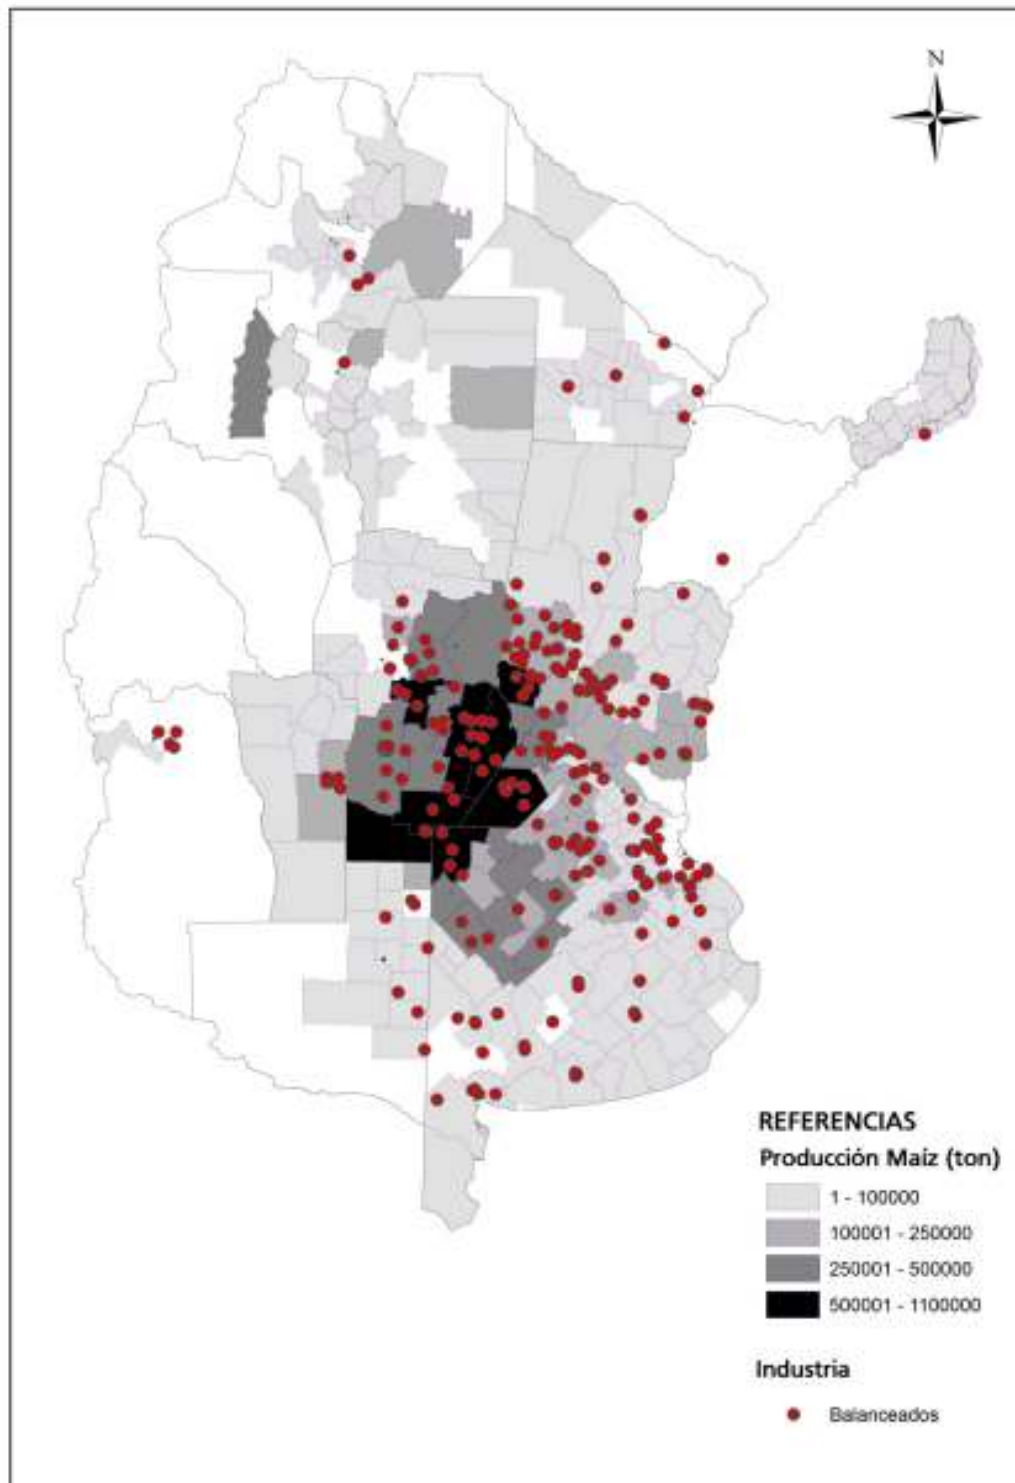 N
REFERENCIAS
Producción Maíz (ton)
1 - 100000
100001 - 250000
250001 - 500000
500001 - 1100000
Industria
Balanceados